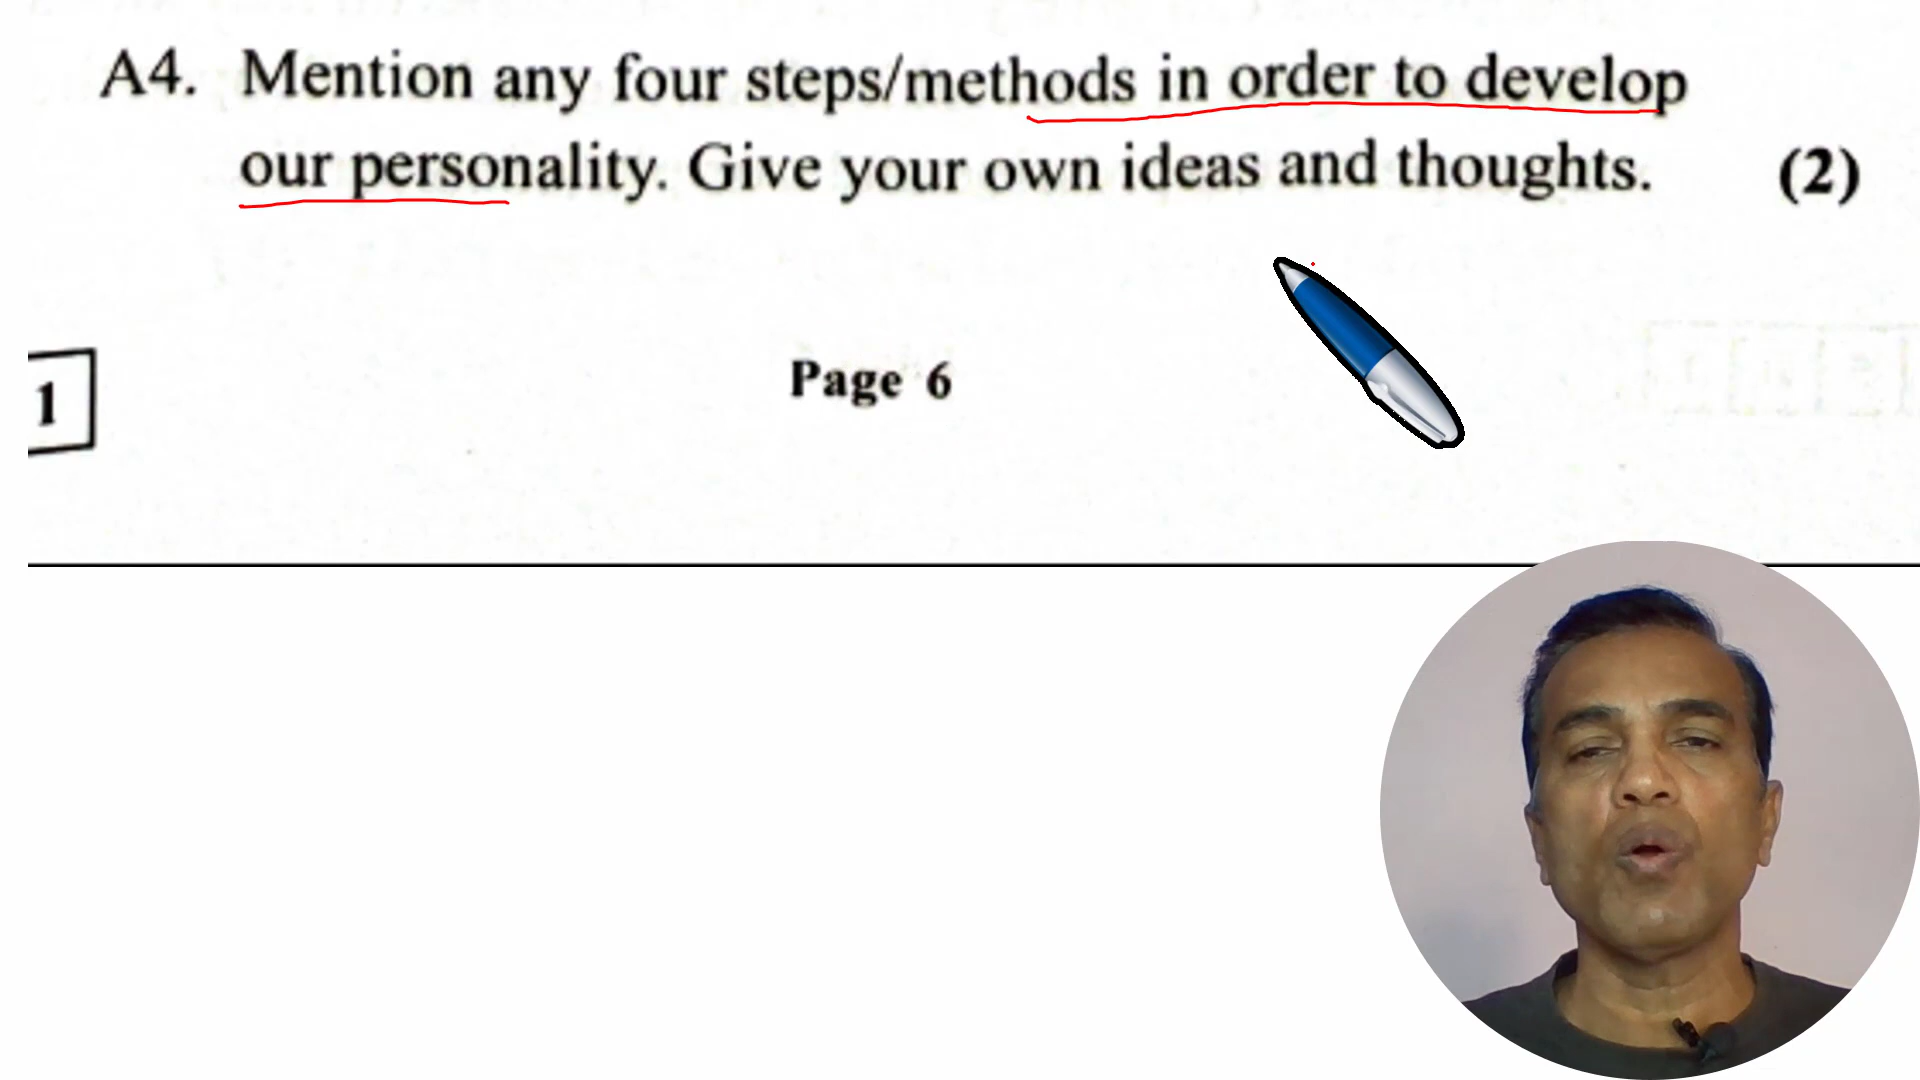 A4. Mention any four steps/methods in order to develop
our personality. Give your own ideas and thoughts. (2)
1
Page 6